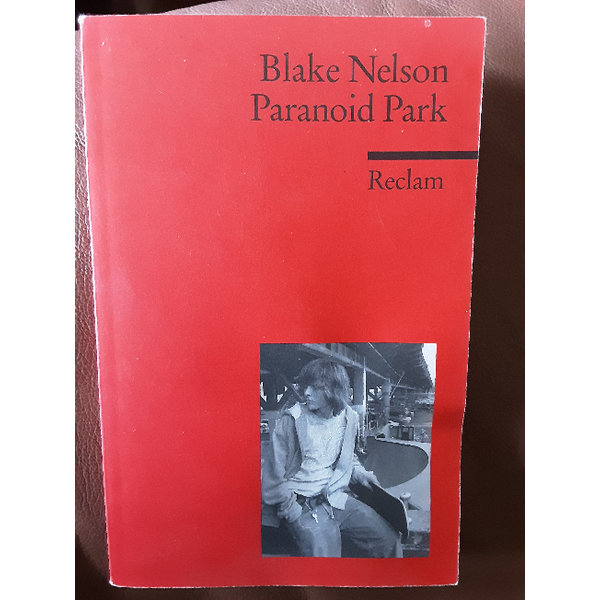 Blake Nelson
Paranoid Park
Reclam